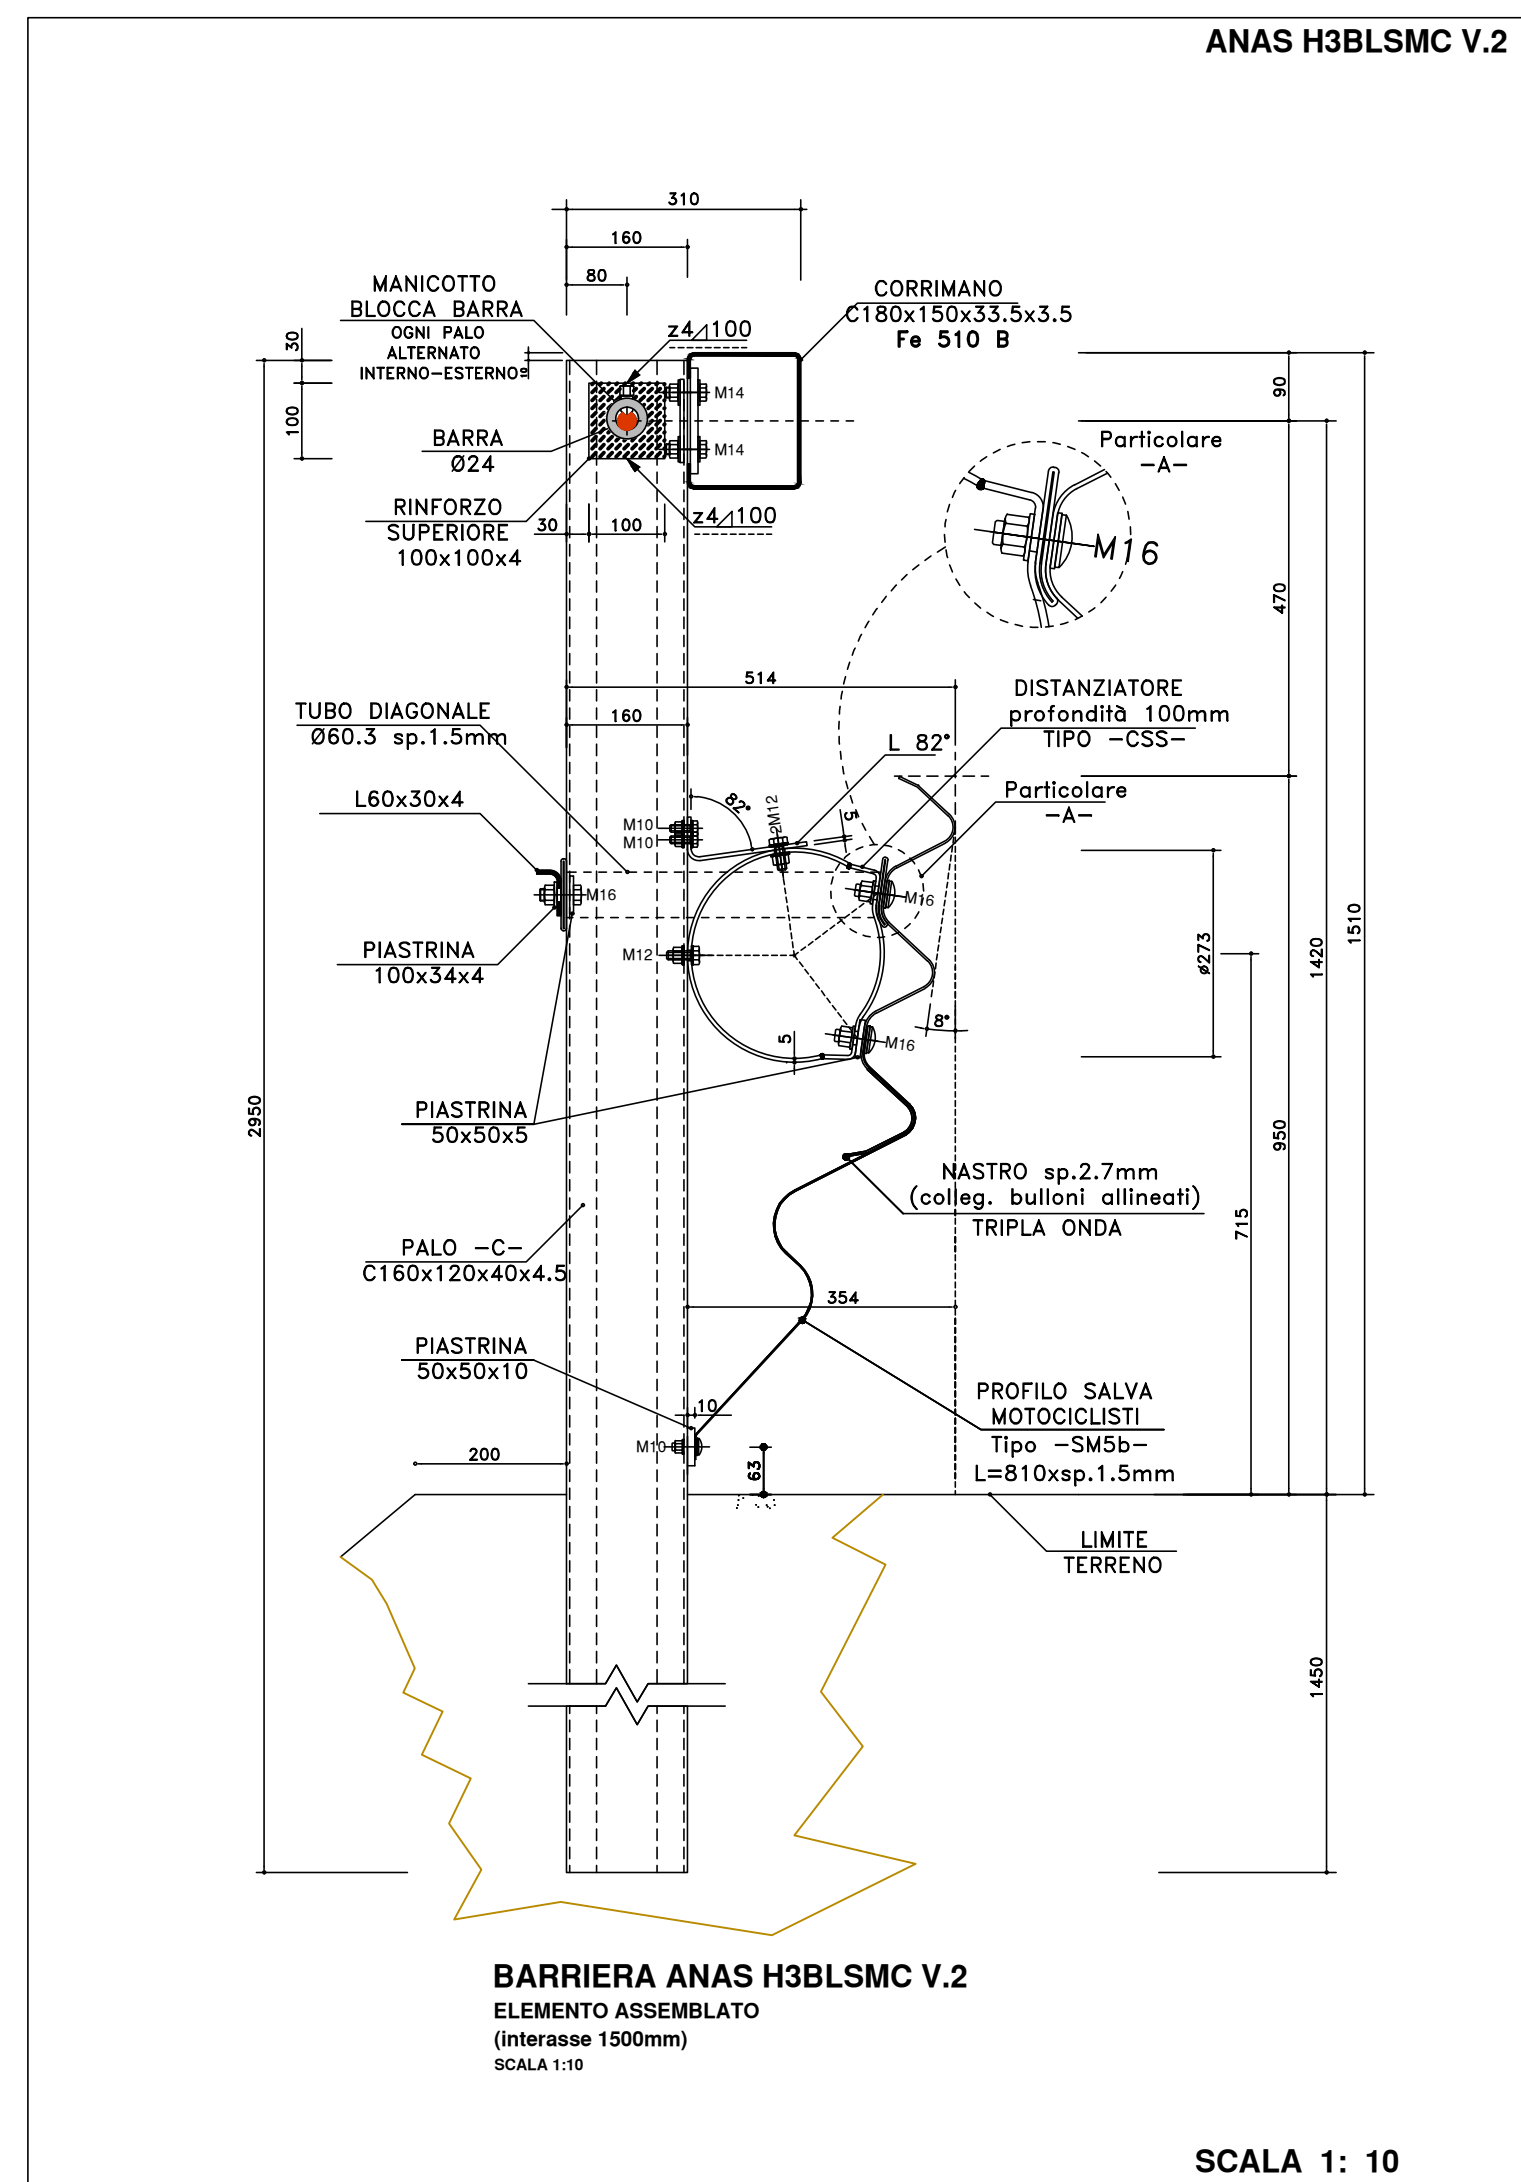 ANAS H3BLSMC V.2
310
160
80
MANICOTTO
BLOCCA BARRA
OGNI PALO
ALTERNATO
INTERNO-ESTERNO
10
30
100
z4 100
CORRIMANO
C180x150x33.5x3.5
Fe 510 B
M14
M14
90
BARRA
Ø24
Particolare
-A-
RINFORZO
SUPERIORE
100x100x4
30
100
z4 100
M16
470
514
160
TUBO DIAGONALE
Ø60.3 sp.1.5mm
DISTANZIATORE
profondità 100mm
TIPO -CSS-
L 82°
L60x30x4
Particolare
-A-
M10
M10
82°
2M12
5
M16
M16
PIASTRINA
100x34x4
M12
ø273
1510
1420
8°
5
M16
2950
PIASTRINA
50x50x5
950
NASTRO sp.2.7mm
(colleg. bulloni allineati)
TRIPLA ONDA
715
PALO -C-
C160x120x40x4.5
354
PIASTRINA
50x50x10
10
PROFILO SALVA
MOTOCICLISTI
Tipo -SM5b-
L=810xsp.1.5mm
M10
200
63
LIMITE
TERRENO
1450
BARRIERA ANAS H3BLSMC V.2
ELEMENTO ASSEMBLATO
(interasse 1500mm)
SCALA 1:10
SCALA 1: 10